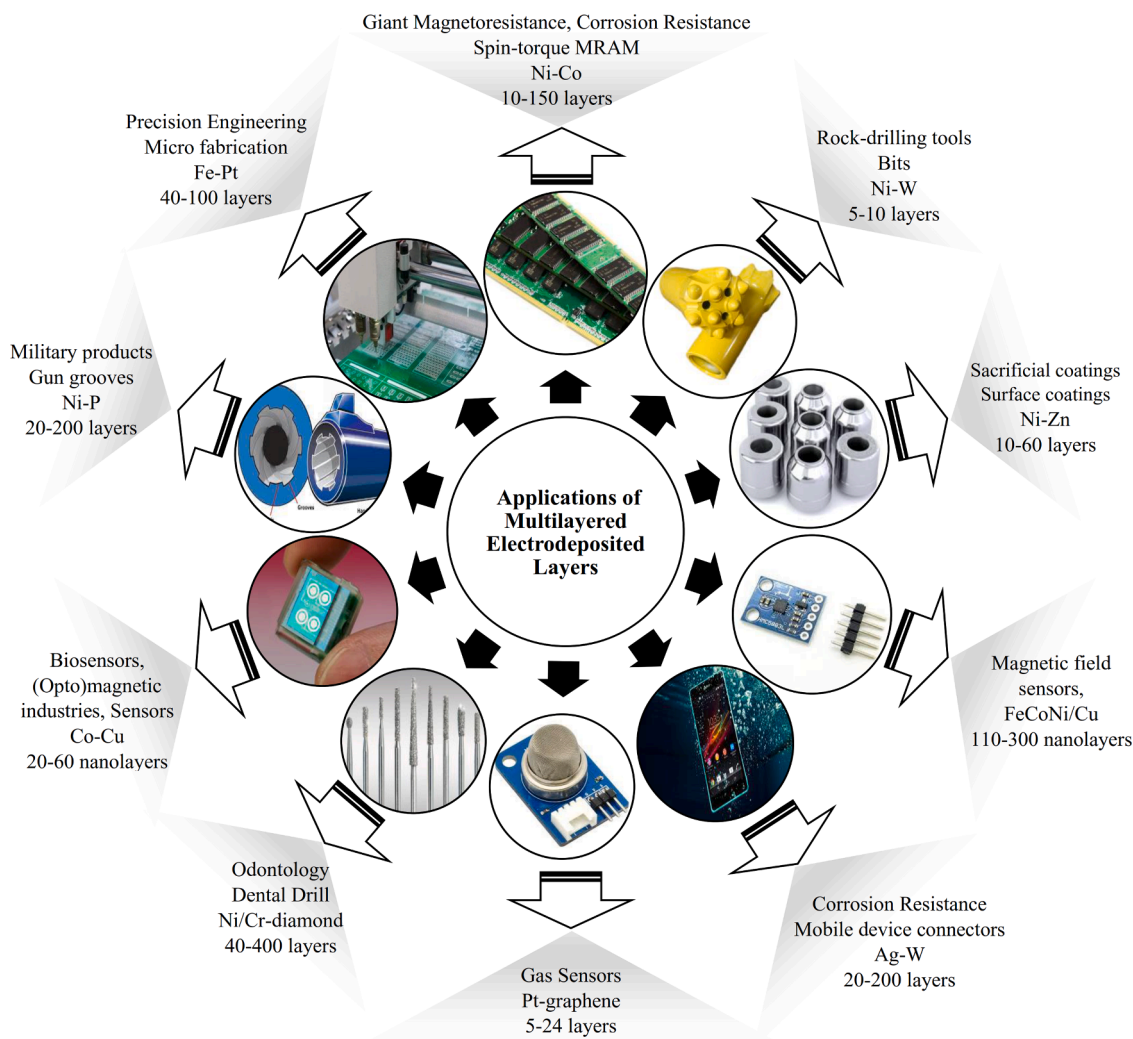 Giant Magnetoresistance, Corrosion Resistance
Spin-torque MRAM
Ni-Co
10-150 layers
Rock-drilling tools
Bits
Ni-W
5-10 layers
Sacrificial coatings
Surface coatings
Ni-Zn
10-60 layers
Magnetic field
sensors,
FeCoNi/Cu
110-300 nanolayers
Corrosion Resistance
Mobile device connectors
Ag-W
20-200 layers
Gas Sensors
Pt-graphene
5-24 layers
Odontology
Dental Drill
Ni/Cr-diamond
40-400 layers
Biosensors,
(Opto)magnetic
industries, Sensors
Co-Cu
20-60 nanolayers
Military products
Gun grooves
Ni-P
20-200 layers
Precision Engineering
Micro fabrication
Fe-Pt
40-100 layers
Applications of
Multilayered
Electrodeposited
Layers
Grooves